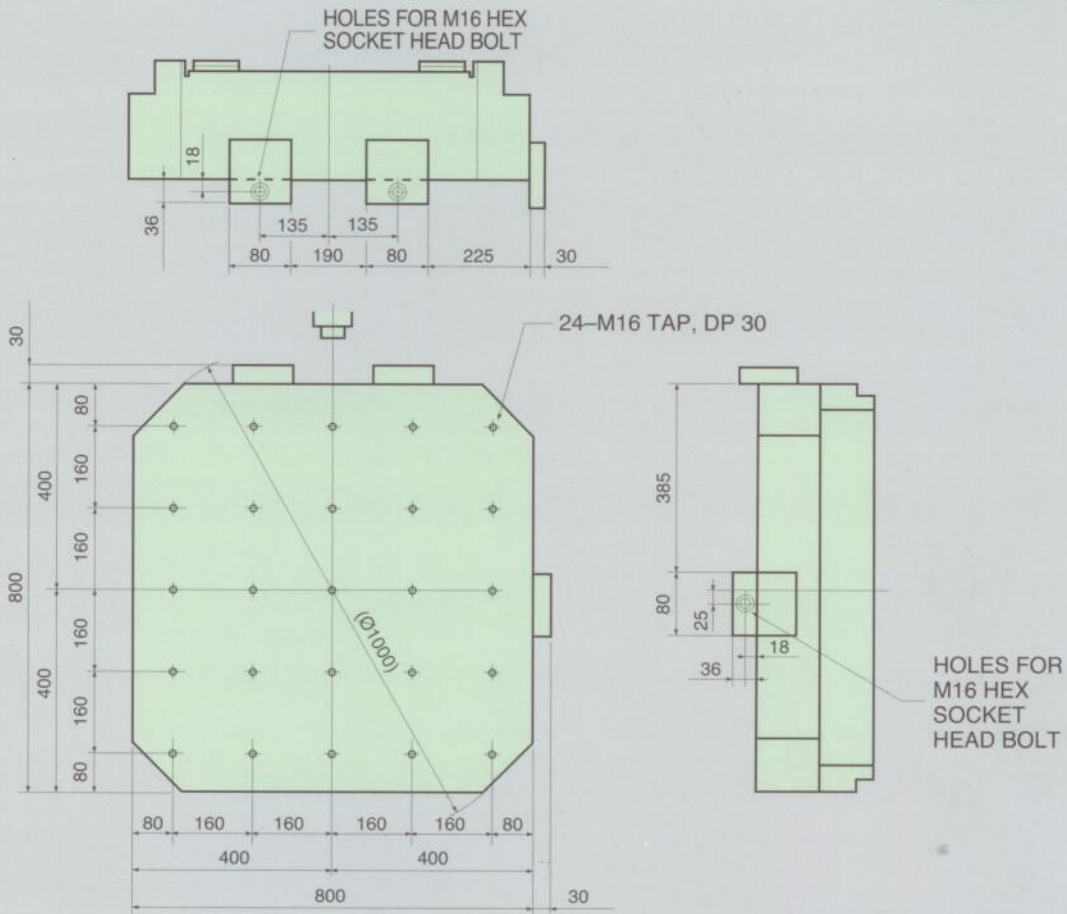 HOLES FOR M16 HEX
SOCKET HEAD BOLT
18
36
135 135
80 190 80 225 30
30
24–M16 TAP, DP 30
80
160
400
160
800
160
400
160
80
(Ø1000)
80 160 160 160 160 80
400 400
800 30
385
80
25
18
36
HOLES FOR
M16 HEX
SOCKET
HEAD BOLT